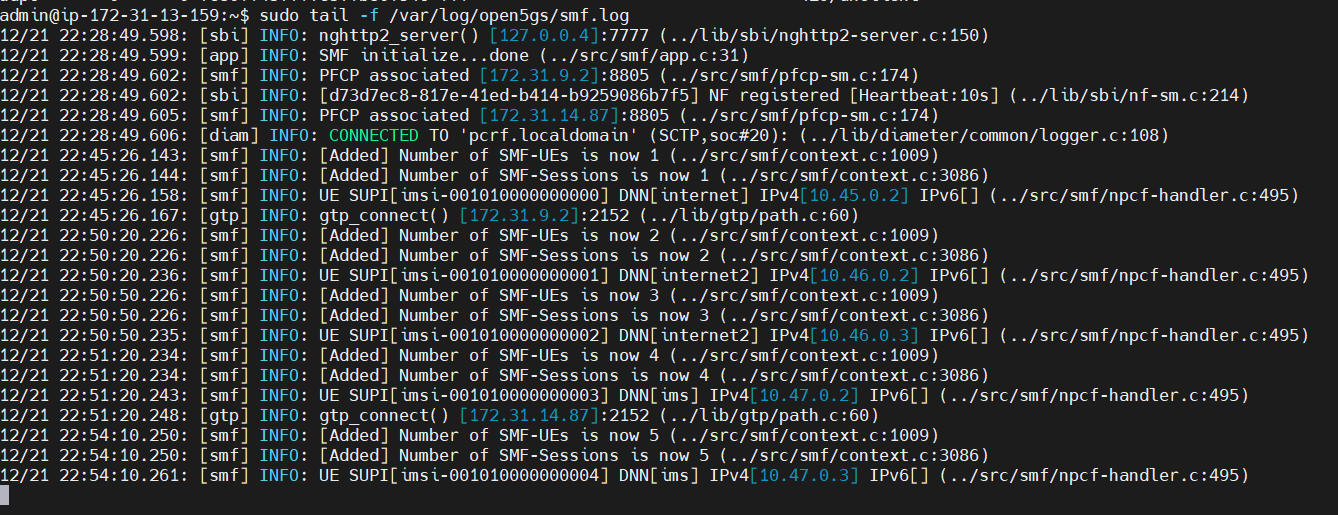 admin@ip-172-31-13-159:~$ sudo tail -f /var/log/open5gs/smf.log
12/21 22:28:49.598: [sbi] INFO: nghttp2_server() [127.0.0.4]:7777 (../lib/sbi/nghttp2-server.c:150)
12/21 22:28:49.599: [app] INFO: SMF initialize...done (../src/smf/app.c:31)
12/21 22:28:49.602: [smf] INFO: PFCP associated [172.31.9.2]:8805 (../src/smf/pfcp-sm.c:174)
12/21 22:28:49.602: [sbi] INFO: [d73d7ec8-817e-41ed-b414-b9259086b7f5] NF registered [Heartbeat:10s] (../lib/sbi/nf-sm.c:214)
12/21 22:28:49.605: [smf] INFO: PFCP associated [172.31.14.87]:8805 (../src/smf/pfcp-sm.c:174)
12/21 22:28:49.606: [diam] INFO: CONNECTED TO 'pcrf.localdomain' (SCTP,soc#20): (../lib/diameter/common/logger.c:108)
12/21 22:45:26.143: [smf] INFO: [Added] Number of SMF-UEs is now 1 (../src/smf/context.c:1009)
12/21 22:45:26.144: [smf] INFO: [Added] Number of SMF-Sessions is now 1 (../src/smf/context.c:3086)
12/21 22:45:26.158: [smf] INFO: UE SUPI[imsi-001010000000000] DNN[internet] IPv4[10.45.0.2] IPv6[] (../src/smf/npcf-handler.c:495)
12/21 22:45:26.167: [gtp] INFO: gtp_connect() [172.31.9.2]:2152 (../lib/gtp/path.c:60)
12/21 22:50:20.226: [smf] INFO: [Added] Number of SMF-UEs is now 2 (../src/smf/context.c:1009)
12/21 22:50:20.226: [smf] INFO: [Added] Number of SMF-Sessions is now 2 (../src/smf/context.c:3086)
12/21 22:50:20.236: [smf] INFO: UE SUPI[imsi-001010000000001] DNN[internet2] IPv4[10.46.0.2] IPv6[] (../src/smf/npcf-handler.c:495)
12/21 22:50:50.226: [smf] INFO: [Added] Number of SMF-UEs is now 3 (../src/smf/context.c:1009)
12/21 22:50:50.226: [smf] INFO: [Added] Number of SMF-Sessions is now 3 (../src/smf/context.c:3086)
12/21 22:50:50.235: [smf] INFO: UE SUPI[imsi-001010000000002] DNN[internet2] IPv4[10.46.0.3] IPv6[] (../src/smf/npcf-handler.c:495)
12/21 22:51:20.234: [smf] INFO: [Added] Number of SMF-UEs is now 4 (../src/smf/context.c:1009)
12/21 22:51:20.234: [smf] INFO: [Added] Number of SMF-Sessions is now 4 (../src/smf/context.c:3086)
12/21 22:51:20.243: [smf] INFO: UE SUPI[imsi-001010000000003] DNN[ims] IPv4[10.47.0.2] IPv6[] (../src/smf/npcf-handler.c:495)
12/21 22:51:20.248: [gtp] INFO: gtp_connect() [172.31.14.87]:2152 (../lib/gtp/path.c:60)
12/21 22:54:10.250: [smf] INFO: [Added] Number of SMF-UEs is now 5 (../src/smf/context.c:1009)
12/21 22:54:10.250: [smf] INFO: [Added] Number of SMF-Sessions is now 5 (../src/smf/context.c:3086)
12/21 22:54:10.261: [smf] INFO: UE SUPI[imsi-001010000000004] DNN[ims] IPv4[10.47.0.3] IPv6[] (../src/smf/npcf-handler.c:495)